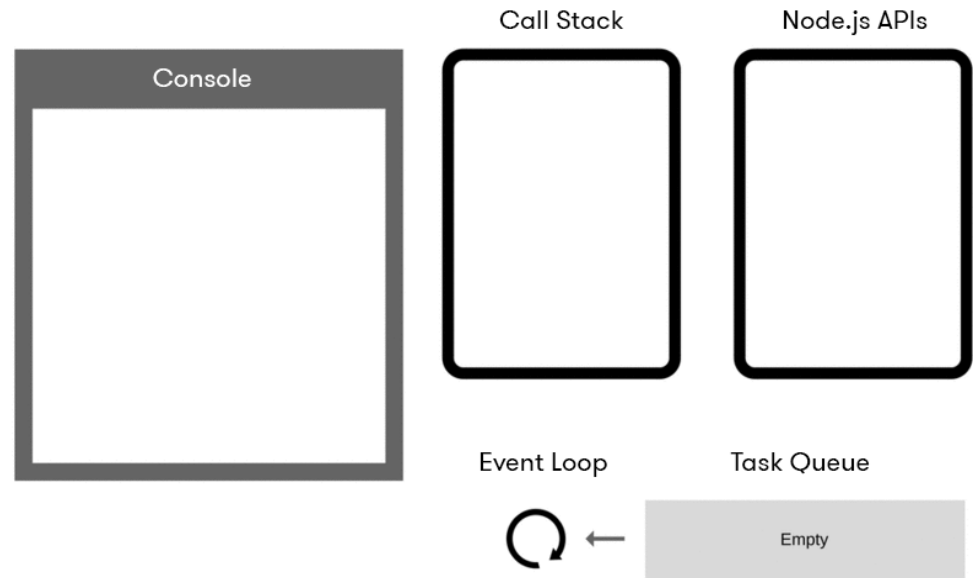 Call Stack
Node.js APIs
Console
Event Loop
Task Queue
Empty